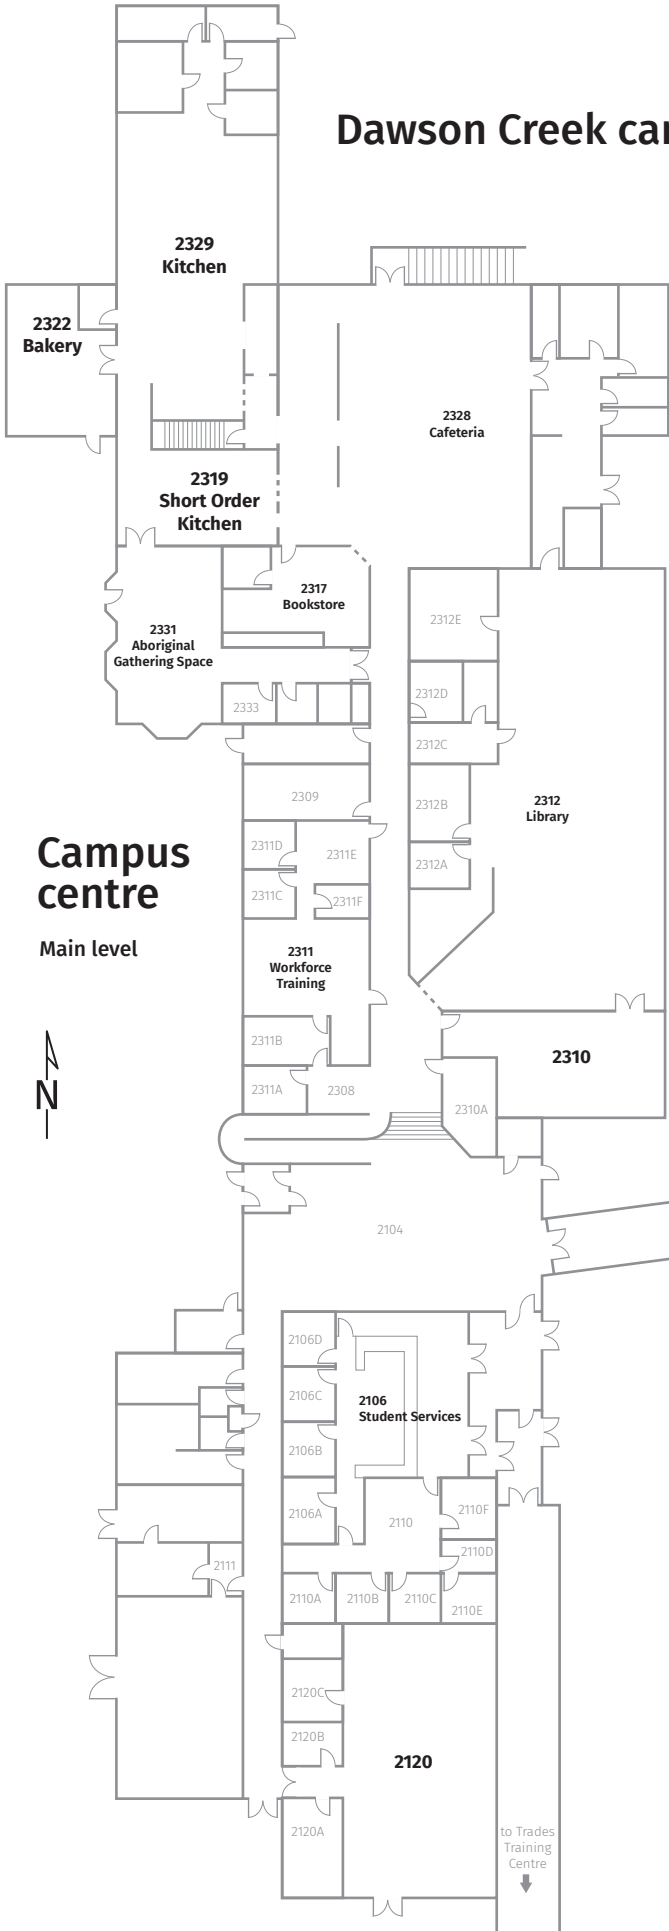 Dawson Creek
2329
Kitchen
2322
Bakery
2328
Cafeteria
2319
Short Order
Kitchen
2317
Bookstore
2312E
2331
Aboriginal
Gathering Space
2312D
2333
2312C
2309
2312B
2312
Library
Campus
centre
2311D
2311E
2312A
2311C
2311F
Main level
2311
Workforce
Training
2311B
2310
N
2311A
2308
2310A
2104
2106D
2106C
2106
Student Services
2106B
2106A
2110
2110F
2110D
2111
2110A
2110B
2110C
2110E
2120C
2120B
2120
2120A
to Trades
Training
Centre